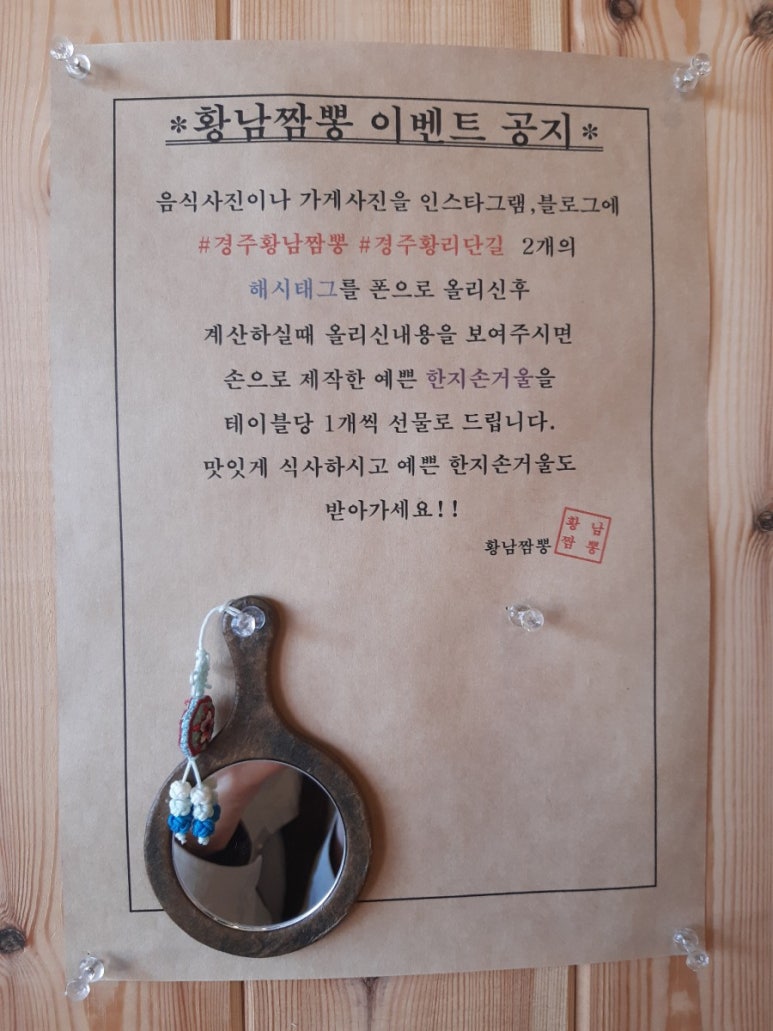 *황남짬뽕 이벤트 공지*
음식사진이나 가게사진을 인스타그램,블로그에
#경주황남짬뽕 #경주황리단길 2개의
해시태그를 폰으로 올리신후
계산하실때 올리신내용을 보여주시면
손으로 제작한 예쁜 한지손거울을
테이블당 1개씩 선물로 드립니다.
맛잇게 식사하시고 예쁜 한지손거울도
받아가세요!!
황남짬뽕
황남
짬뽕